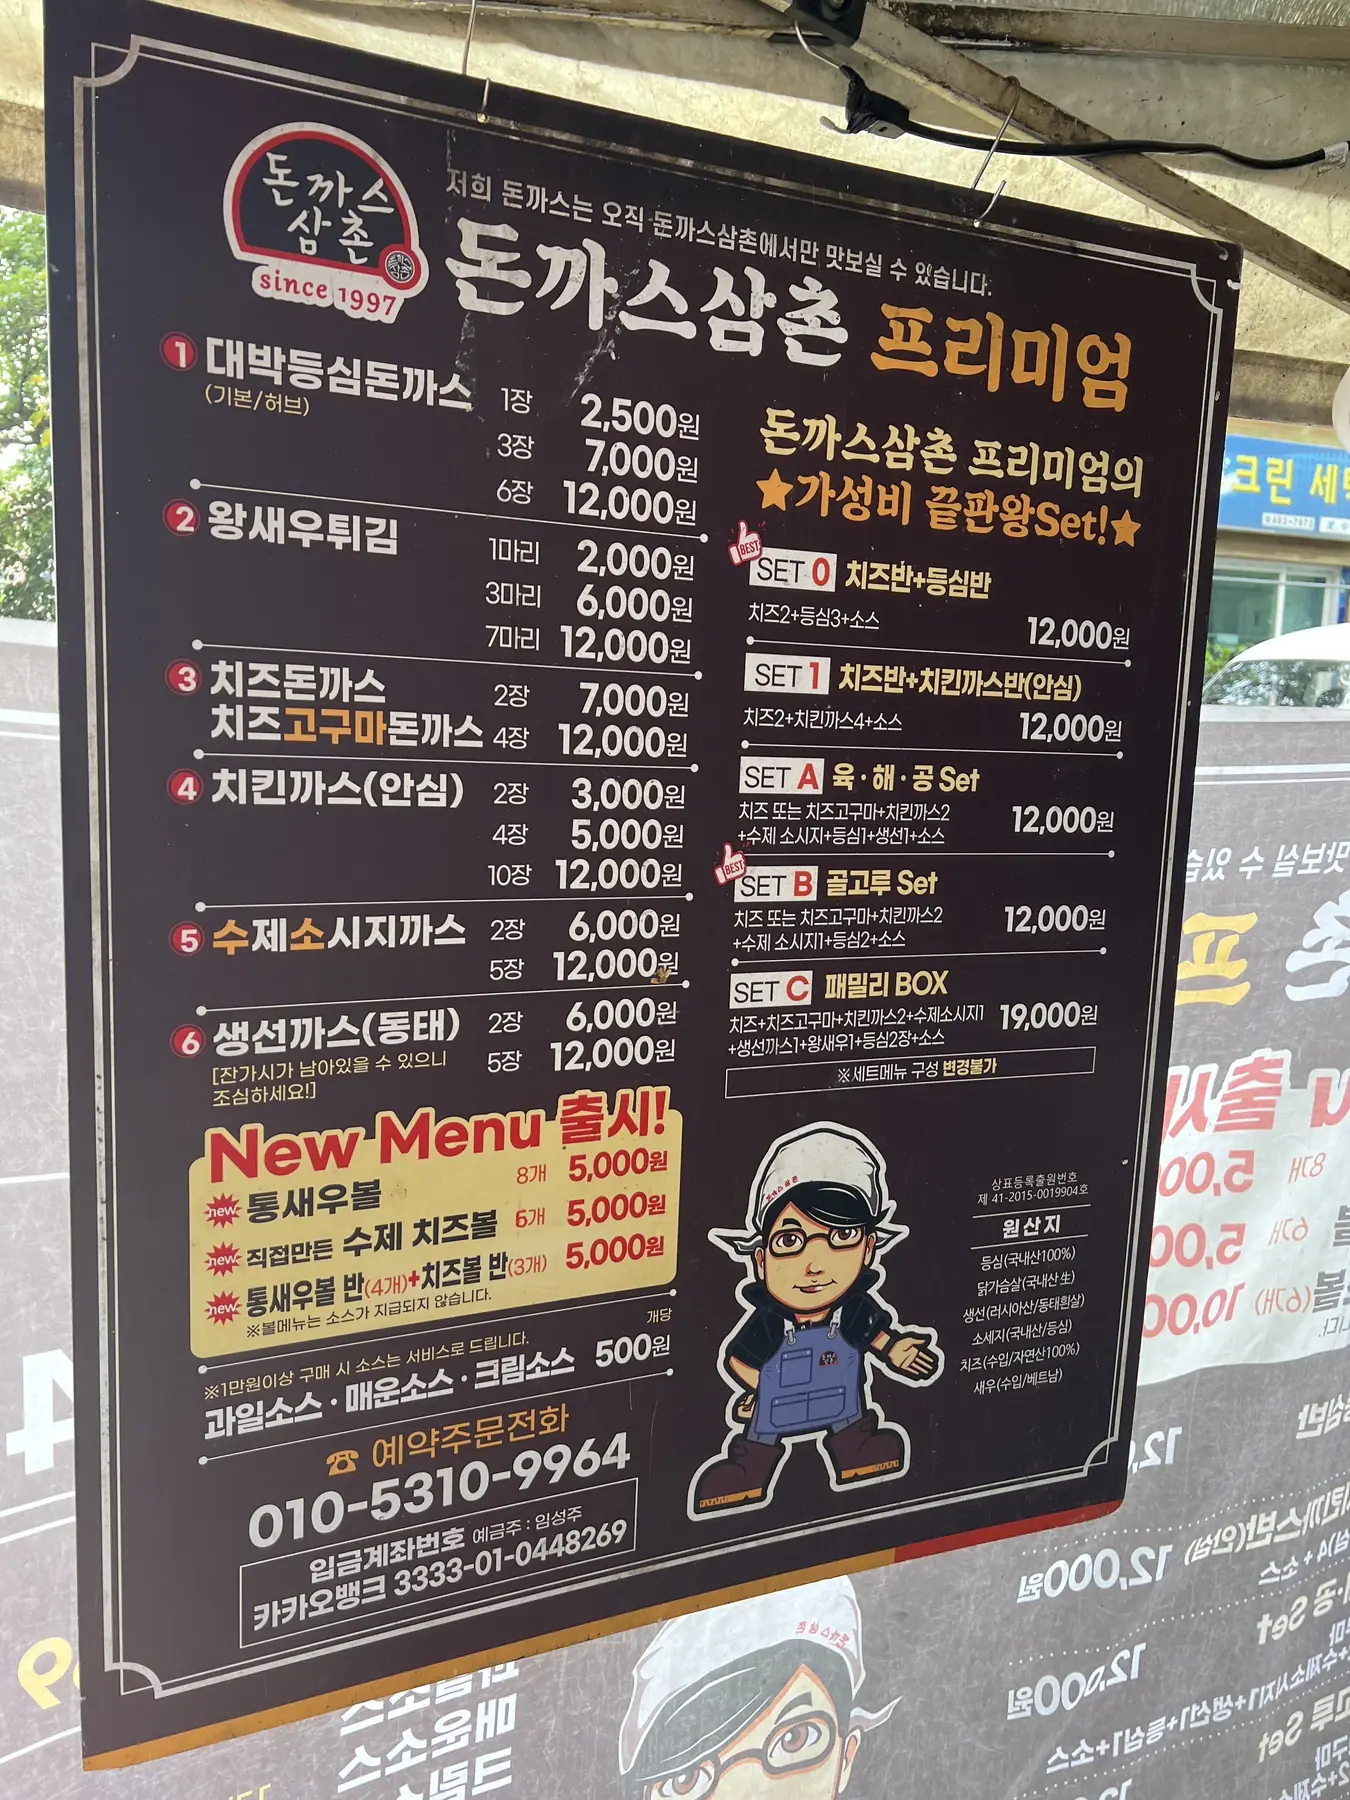 돈까스
삼촌
since 1997
저희 돈까스는 오직 돈까스삼촌에서만 맛보실 수 있습니다.
돈까스삼촌 프리미엄
1 대박등심돈까스 1장 2,500원
(기본/허브)
3장 7,000원
6장 12,000원
2 왕새우튀김 1마리 2,000원
3마리 6,000원
7마리 12,000원
3 치즈돈까스 2장 7,000원
치즈고구마돈까스 4장 12,000원
4 치킨까스(안심) 2장 3,000원
4장 5,000원
10장 12,000원
5 수제소시지까스 2장 6,000원
5장 12,000원
6 생선까스(동태) 2장 6,000원
[잔가시가 남아있을 수 있으니 5장 12,000원
조심하세요!]
New Menu 출시!
new 통새우볼 8개 5,000원
new 직접만든 수제 치즈볼 6개 5,000원
new 통새우볼 반(4개)+치즈볼 반(3개) 5,000원
※볼메뉴는 소스가 지급되지 않습니다.
※1만원이상 구매 시 소스는 서비스로 드립니다. 개당
과일소스·매운소스·크림소스 500원
☎ 예약주문전화
010-5310-9964
입금계좌번호 예금주 : 임성주
카카오뱅크 3333-01-0448269
돈까스삼촌 프리미엄의
★가성비 끝판왕Set!★
BEST
SET 0 치즈반+등심반
치즈2+등심3+소스 12,000원
SET 1 치즈반+치킨까스반(안심)
치즈2+치킨까스4+소스 12,000원
SET A 육·해·공 Set
치즈 또는 치즈고구마+치킨까스2
+수제 소시지+등심1+생선1+소스 12,000원
BEST
SET B 골고루 Set
치즈 또는 치즈고구마+치킨까스2
+수제 소시지1+등심2+소스 12,000원
SET C 패밀리 BOX
치즈+치즈고구마+치킨까스2+수제소시지1
+생선까스1+왕새우1+등심2장+소스 19,000원
※세트메뉴 구성 변경불가
상표등록출원번호
제 41-2015-0019904호
원산지
등심(국내산100%)
닭가슴살(국내산 生)
생선(러시아산/동태흰살)
소세지(국내산/등심)
치즈(수입/자연산100%)
새우(수입/베트남)
크린 세